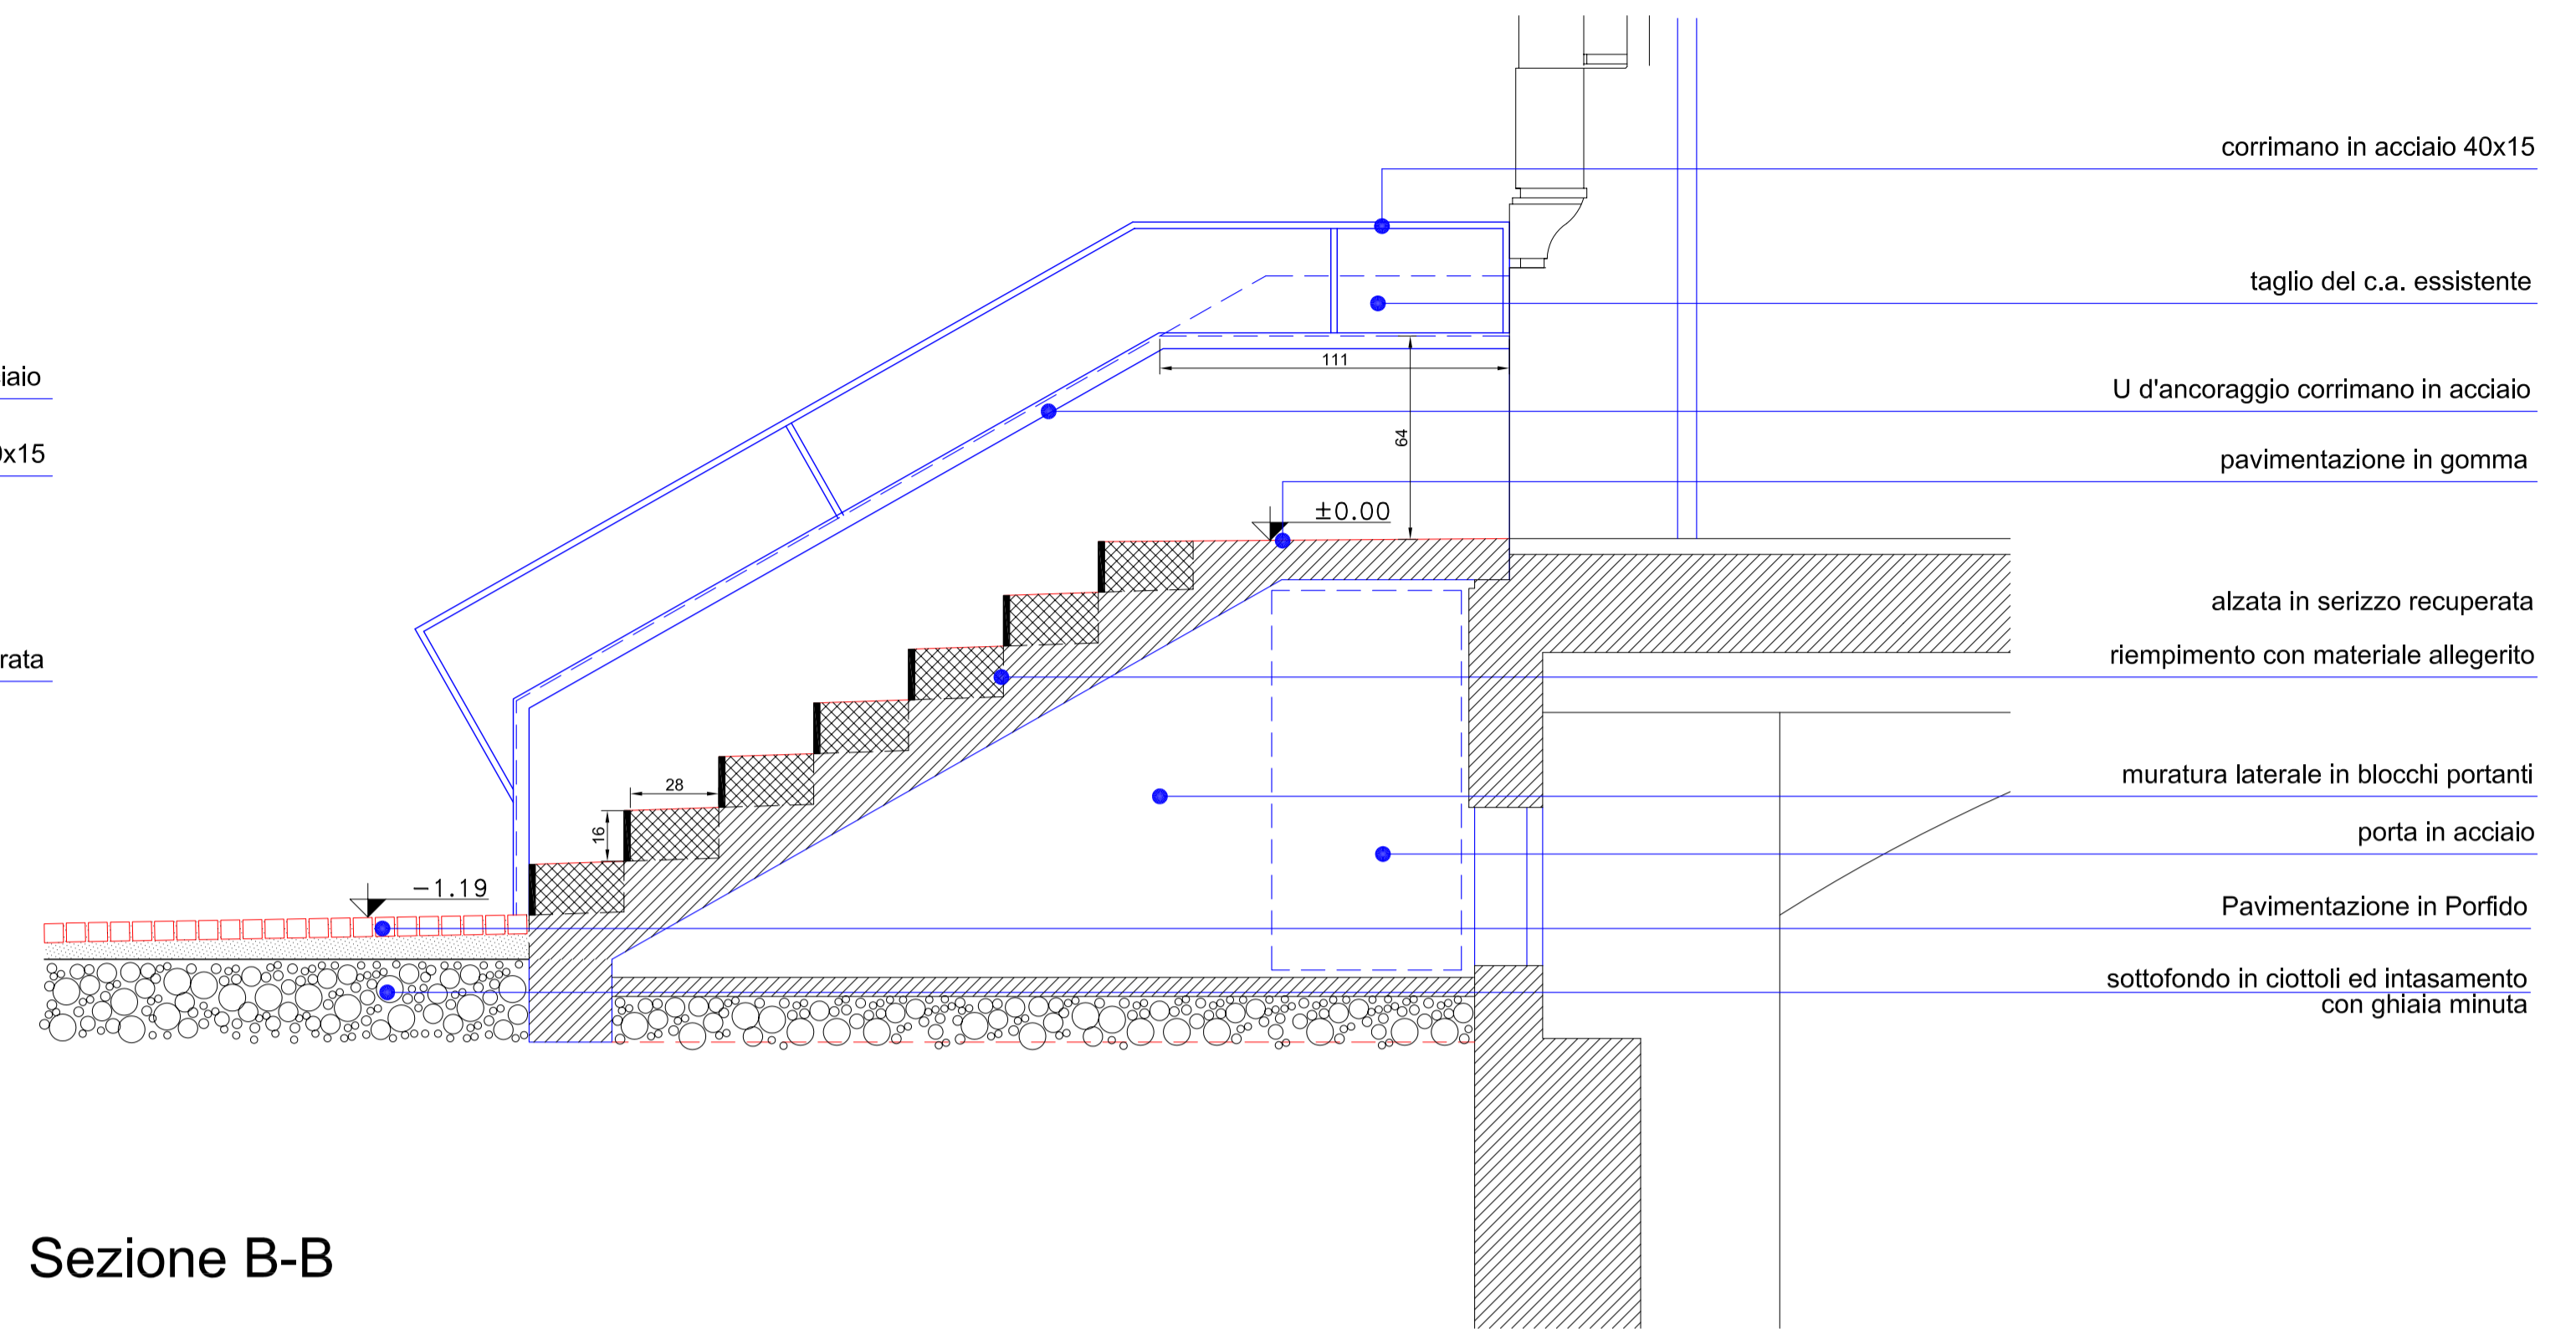 corrimano in acciaio 40x15
taglio del c.a. essistente
111
iaio
U d'ancoraggio corrimano in acciaio
64
x15
pavimentazione in gomma
±0.00
alzata in serizzo recuperata
rata
riempimento con materiale allegerito
28
muratura laterale in blocchi portanti
16
porta in acciaio
-1.19
Pavimentazione in Porfido
sottofondo in ciottoli ed intasamento
con ghiaia minuta
Sezione B-B